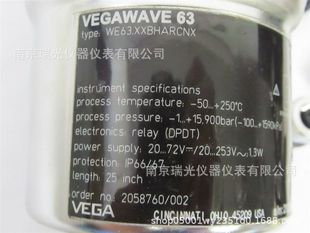 VEGAWAVE 63
type: WE63.XXBHARCNX
南京瑞光仪器仪表有限公司
instrument specifications
process temperature: -50...+250°C
process pressure: -1...+15,900bar(-100...+1590kPa)
electronics relay (DPDT)
power supply: 20...72V⎓/20...253V~ 1.3W
南京瑞光仪器仪表有限公司
protection: IP66/67
length: 25 inch
order no: 2058760/002
VEGA
CINCINNATI, OHIO, 45209 USA